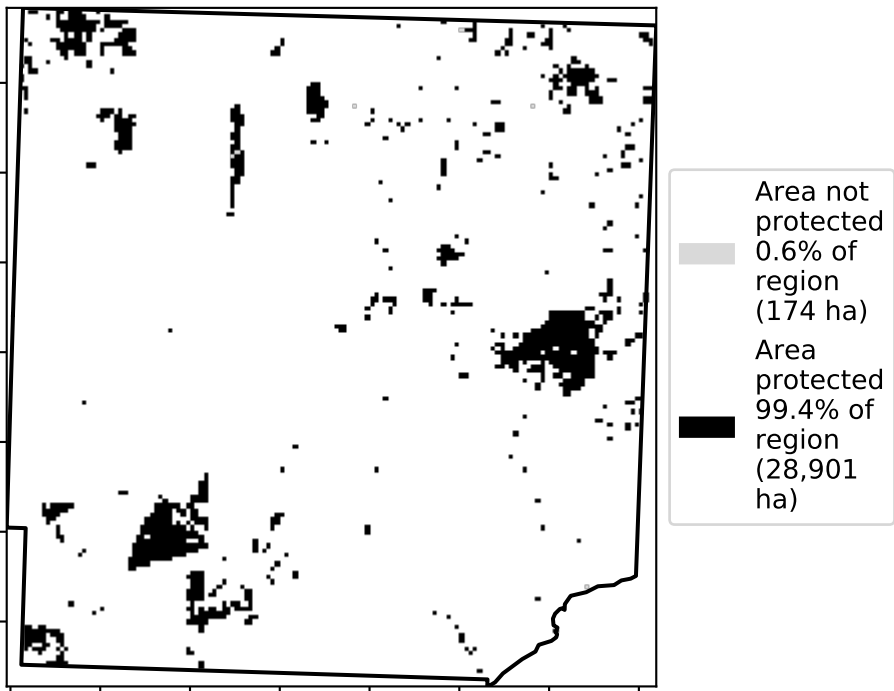 Area not
protected
0.6% of
region
(174 ha)
Area
protected
99.4% of
region
(28,901
ha)